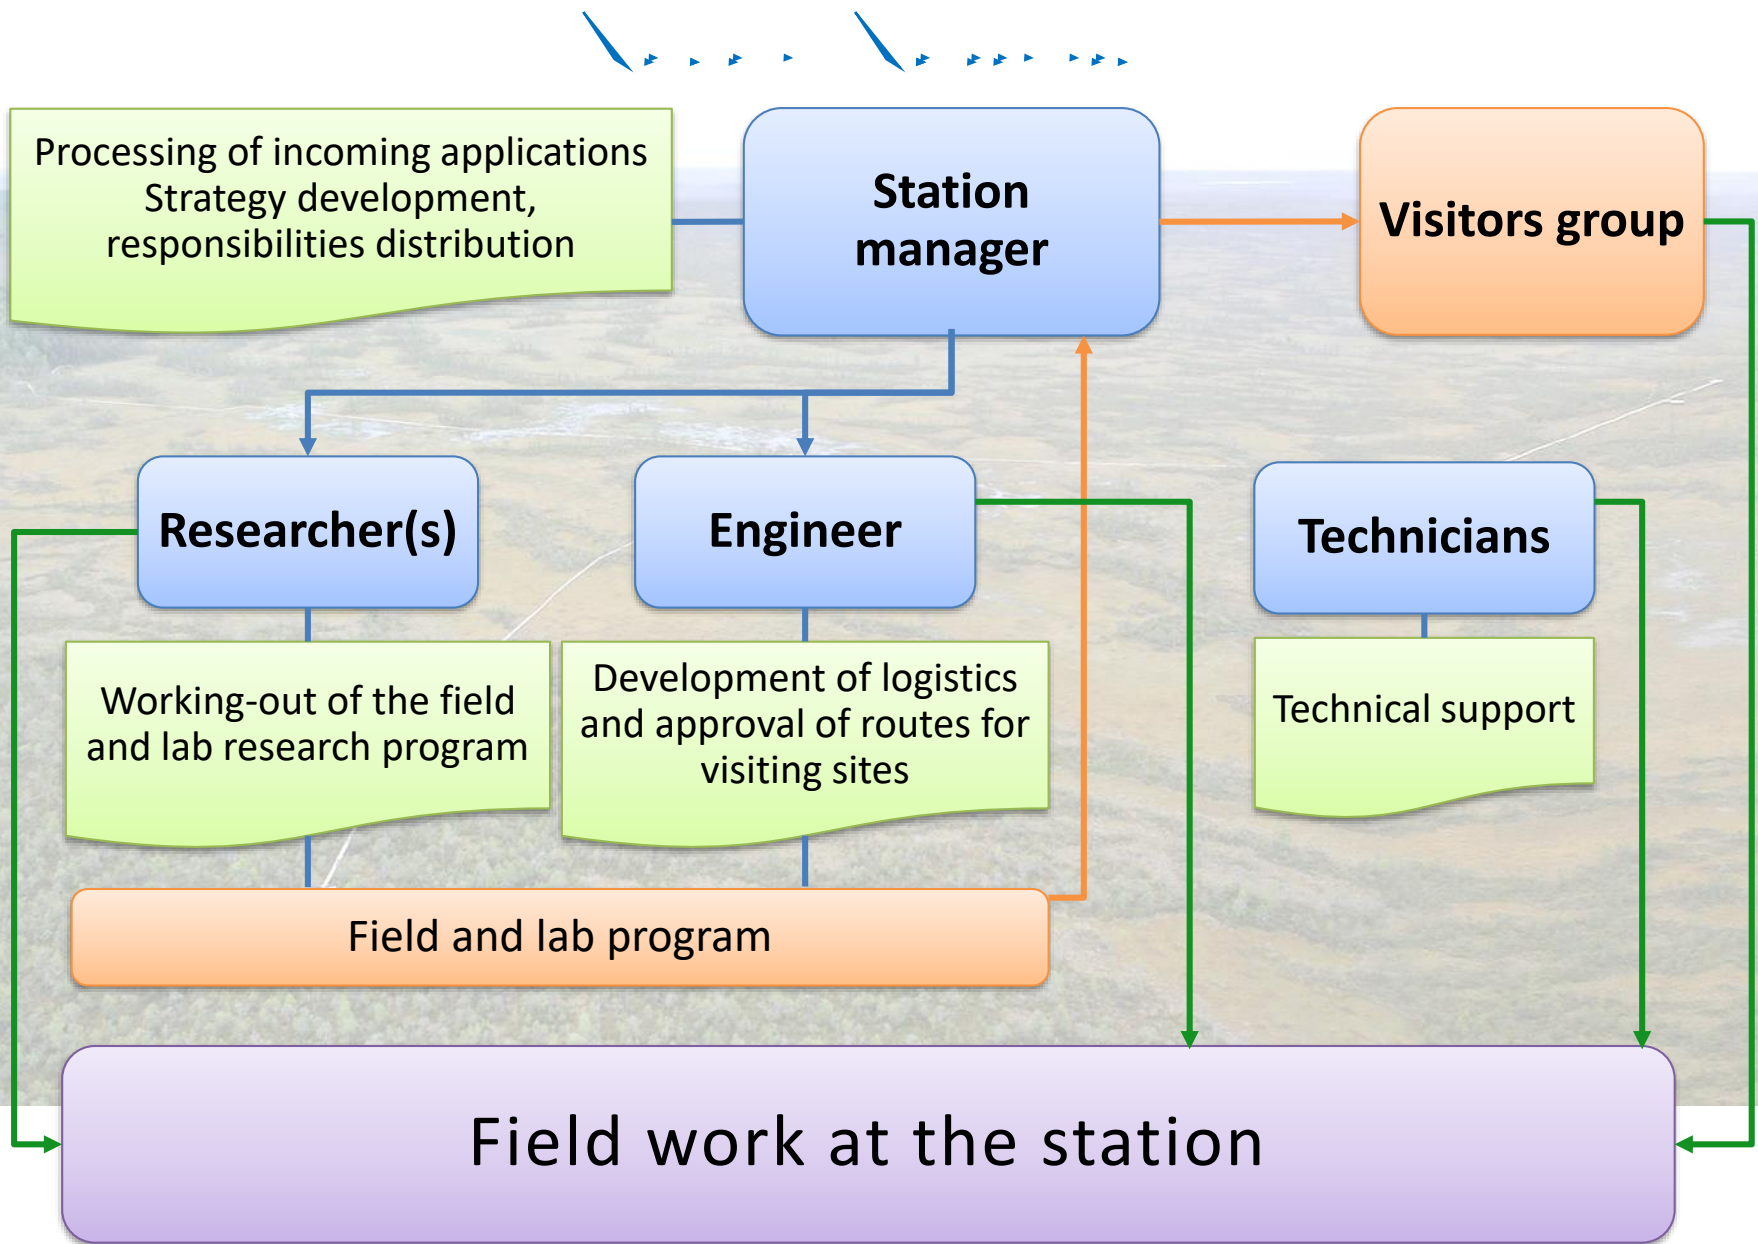 Processing of incoming applications
Strategy development,
responsibilities distribution
Station
manager
Visitors group
Researcher(s)
Engineer
Technicians
Working-out of the field
and lab research program
Development of logistics
and approval of routes for
visiting sites
Technical support
Field and lab program
Field work at the station